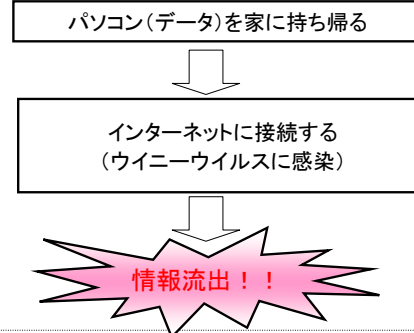 パソコン(データ)を家に持ち帰る
インターネットに接続する
(ウイニーウイルスに感染)
情報流出！！